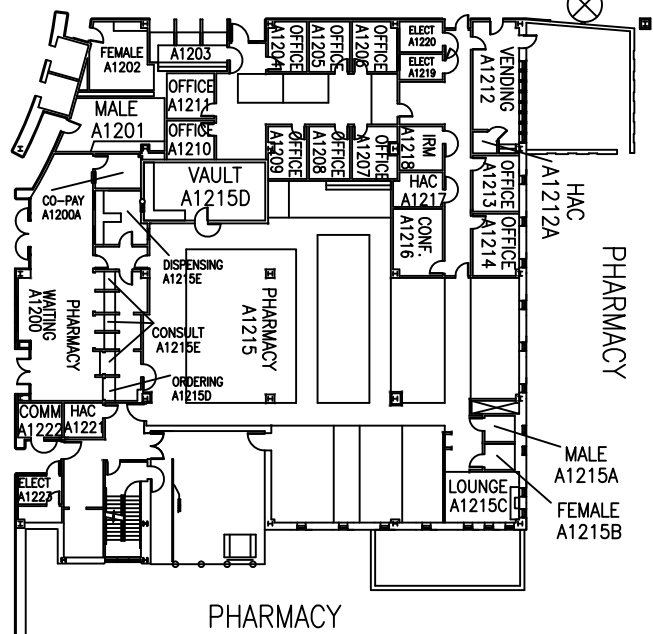 FEMALE
A1202
A1203
OFFICE
A1204
OFFICE
A1205
OFFICE
A1206
ELECT
A1220
ELECT
A1219
VENDING
A1212
OFFICE
A1211
MALE
A1201
OFFICE
A1210
OFFICE
A1209
OFFICE
A1208
OFFICE
A1207
IRM
A1218
HAC
A1217
HAC
A1212A
OFFICE
A1213
CO-PAY
A1200A
VAULT
A1215D
CONF.
A1216
OFFICE
A1214
PHARMACY
DISPENSING
A1215E
PHARMACY
WAITING
A1200
PHARMACY
A1215
CONSULT
A1215E
ORDERING
A1215D
COMM
A1222
HAC
A1221
MALE
A1215A
ELECT
A1223
LOUNGE
A1215C
FEMALE
A1215B
PHARMACY